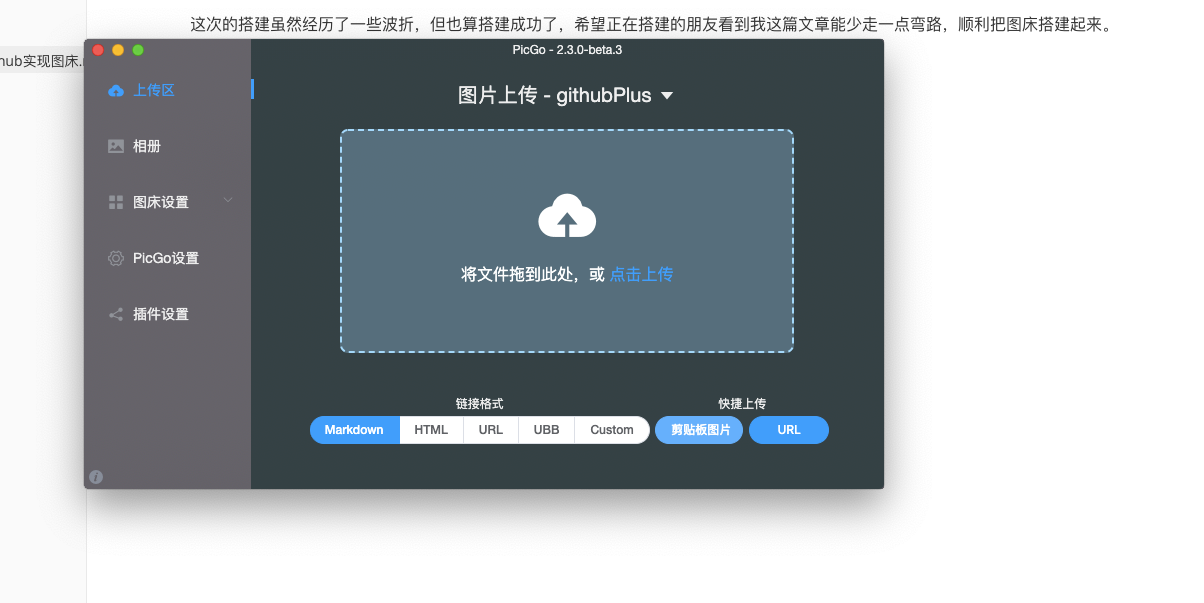 这次的搭建虽然经历了一些波折，但也算搭建成功了，希望正在搭建的朋友看到我这篇文章能少走一点弯路，顺利把图床搭建起来。
hub实现图床.
PicGo - 2.3.0-beta.3
上传区
相册
图床设置
PicGo设置
插件设置
图片上传 - githubPlus
将文件拖到此处，或 点击上传
链接格式
快捷上传
Markdown HTML URL UBB Custom
剪贴板图片 URL